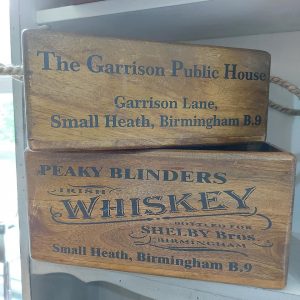 The Garrison Public House
Garrison Lane,
Small Heath, Birmingham B.9
PEAKY BLINDERS
IRISH
WHISKEY
BOTTLED FOR
SHELBY Bros.
BIRMINGHAM
Small Heath, Birmingham B.9